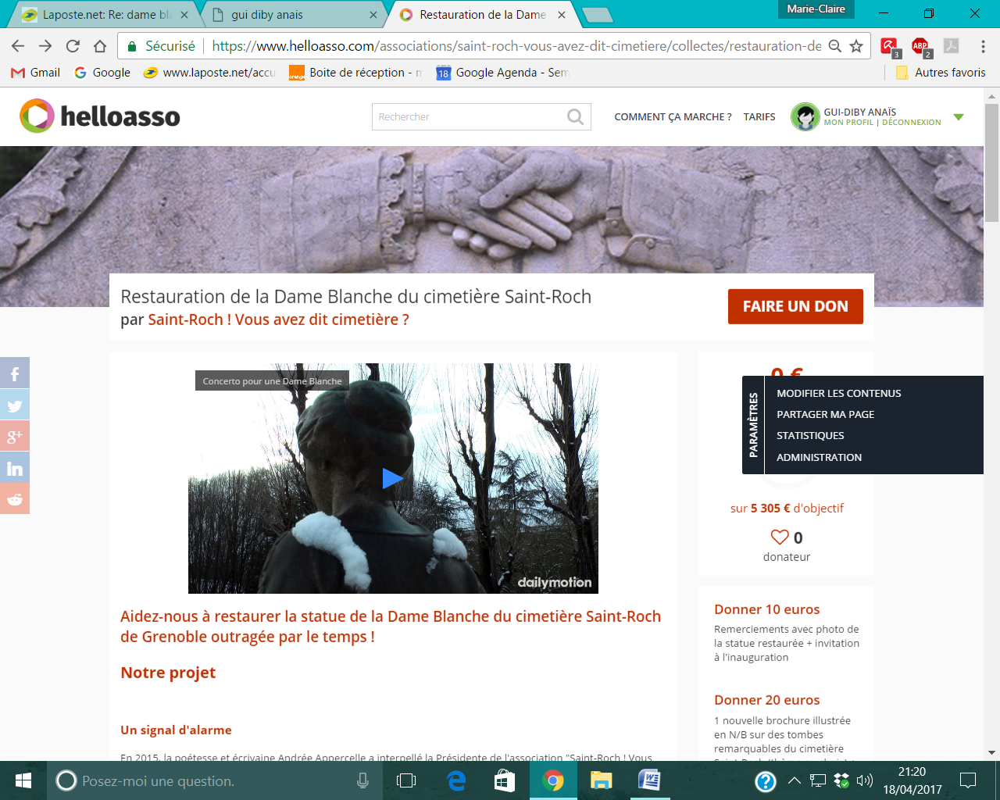 Marie-Claire
Laposte.net: Re: dame bl
gui diby anais
Restauration de la Dame
Sécurisé
https://www.helloasso.com/associations/saint-roch-vous-avez-dit-cimetiere/collectes/restauration-de
3
ABP
2
Gmail
Google
www.laposte.net/accu
orange
Boite de réception - m
18
Google Agenda - Sem
Autres favoris
helloasso
Rechercher
COMMENT ÇA MARCHE ?
TARIFS
GUI-DIBY ANAÏS
MON PROFIL | DÉCONNEXION
Restauration de la Dame Blanche du cimetière Saint-Roch
par Saint-Roch ! Vous avez dit cimetière ?
FAIRE UN DON
f
g+
in
Concerto pour une Dame Blanche
dailymotion
0 €
PARAMÈTRES
MODIFIER LES CONTENUS
PARTAGER MA PAGE
STATISTIQUES
ADMINISTRATION
sur 5 305 € d'objectif
0
donateur
Aidez-nous à restaurer la statue de la Dame Blanche du cimetière Saint-Roch
de Grenoble outragée par le temps !
Notre projet
Un signal d'alarme
En 2015, la poétesse et écrivaine Andrée Appercelle a interpellé la Présidente de l'association "Saint-Roch ! Vous
Donner 10 euros
Remerciements avec photo de
la statue restaurée + invitation
à l'inauguration
Donner 20 euros
1 nouvelle brochure illustrée
en N/B sur des tombes
remarquables du cimetière
Posez-moi une question.
21:20
18/04/2017